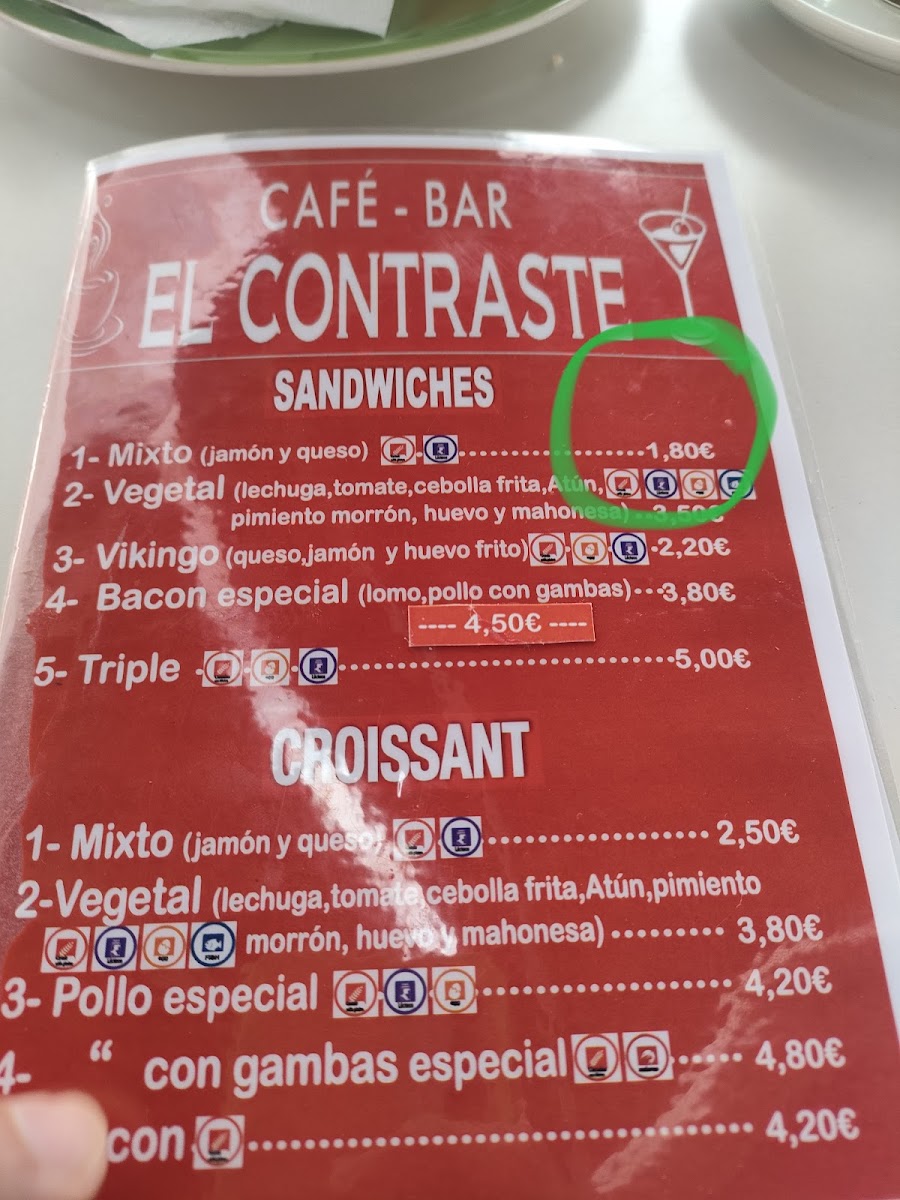 CAFÉ - BAR
EL CONTRASTE
SANDWICHES
1- Mixto (jamón y queso) 1,80€
2- Vegetal (lechuga,tomate,cebolla frita,Atún,
pimiento morrón, huevo y mahonesa) 3,50€
3- Vikingo (queso,jamón y huevo frito) 2,20€
4- Bacon especial (lomo,pollo con gambas) 3,80€
---- 4,50€ ----
5- Triple 5,00€
CROISSANT
1- Mixto (jamón y queso) 2,50€
2-Vegetal (lechuga,tomate,cebolla frita,Atún,pimiento
morrón, huevo y mahonesa) 3,80€
3- Pollo especial 4,20€
4- “ con gambas especial 4,80€
con 4,20€